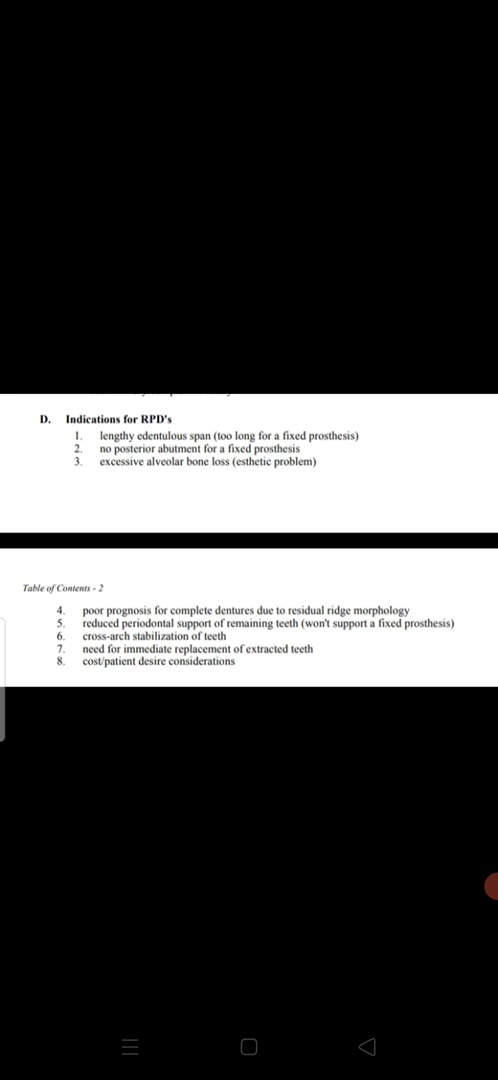 D. Indications for RPD's
1. lengthy edentulous span (too long for a fixed prosthesis)
2. no posterior abutment for a fixed prosthesis
3. excessive alveolar bone loss (esthetic problem)
Table of Contents - 2
4. poor prognosis for complete dentures due to residual ridge morphology
5. reduced periodontal support of remaining teeth (won't support a fixed prosthesis)
6. cross-arch stabilization of teeth
7. need for immediate replacement of extracted teeth
8. cost/patient desire considerations